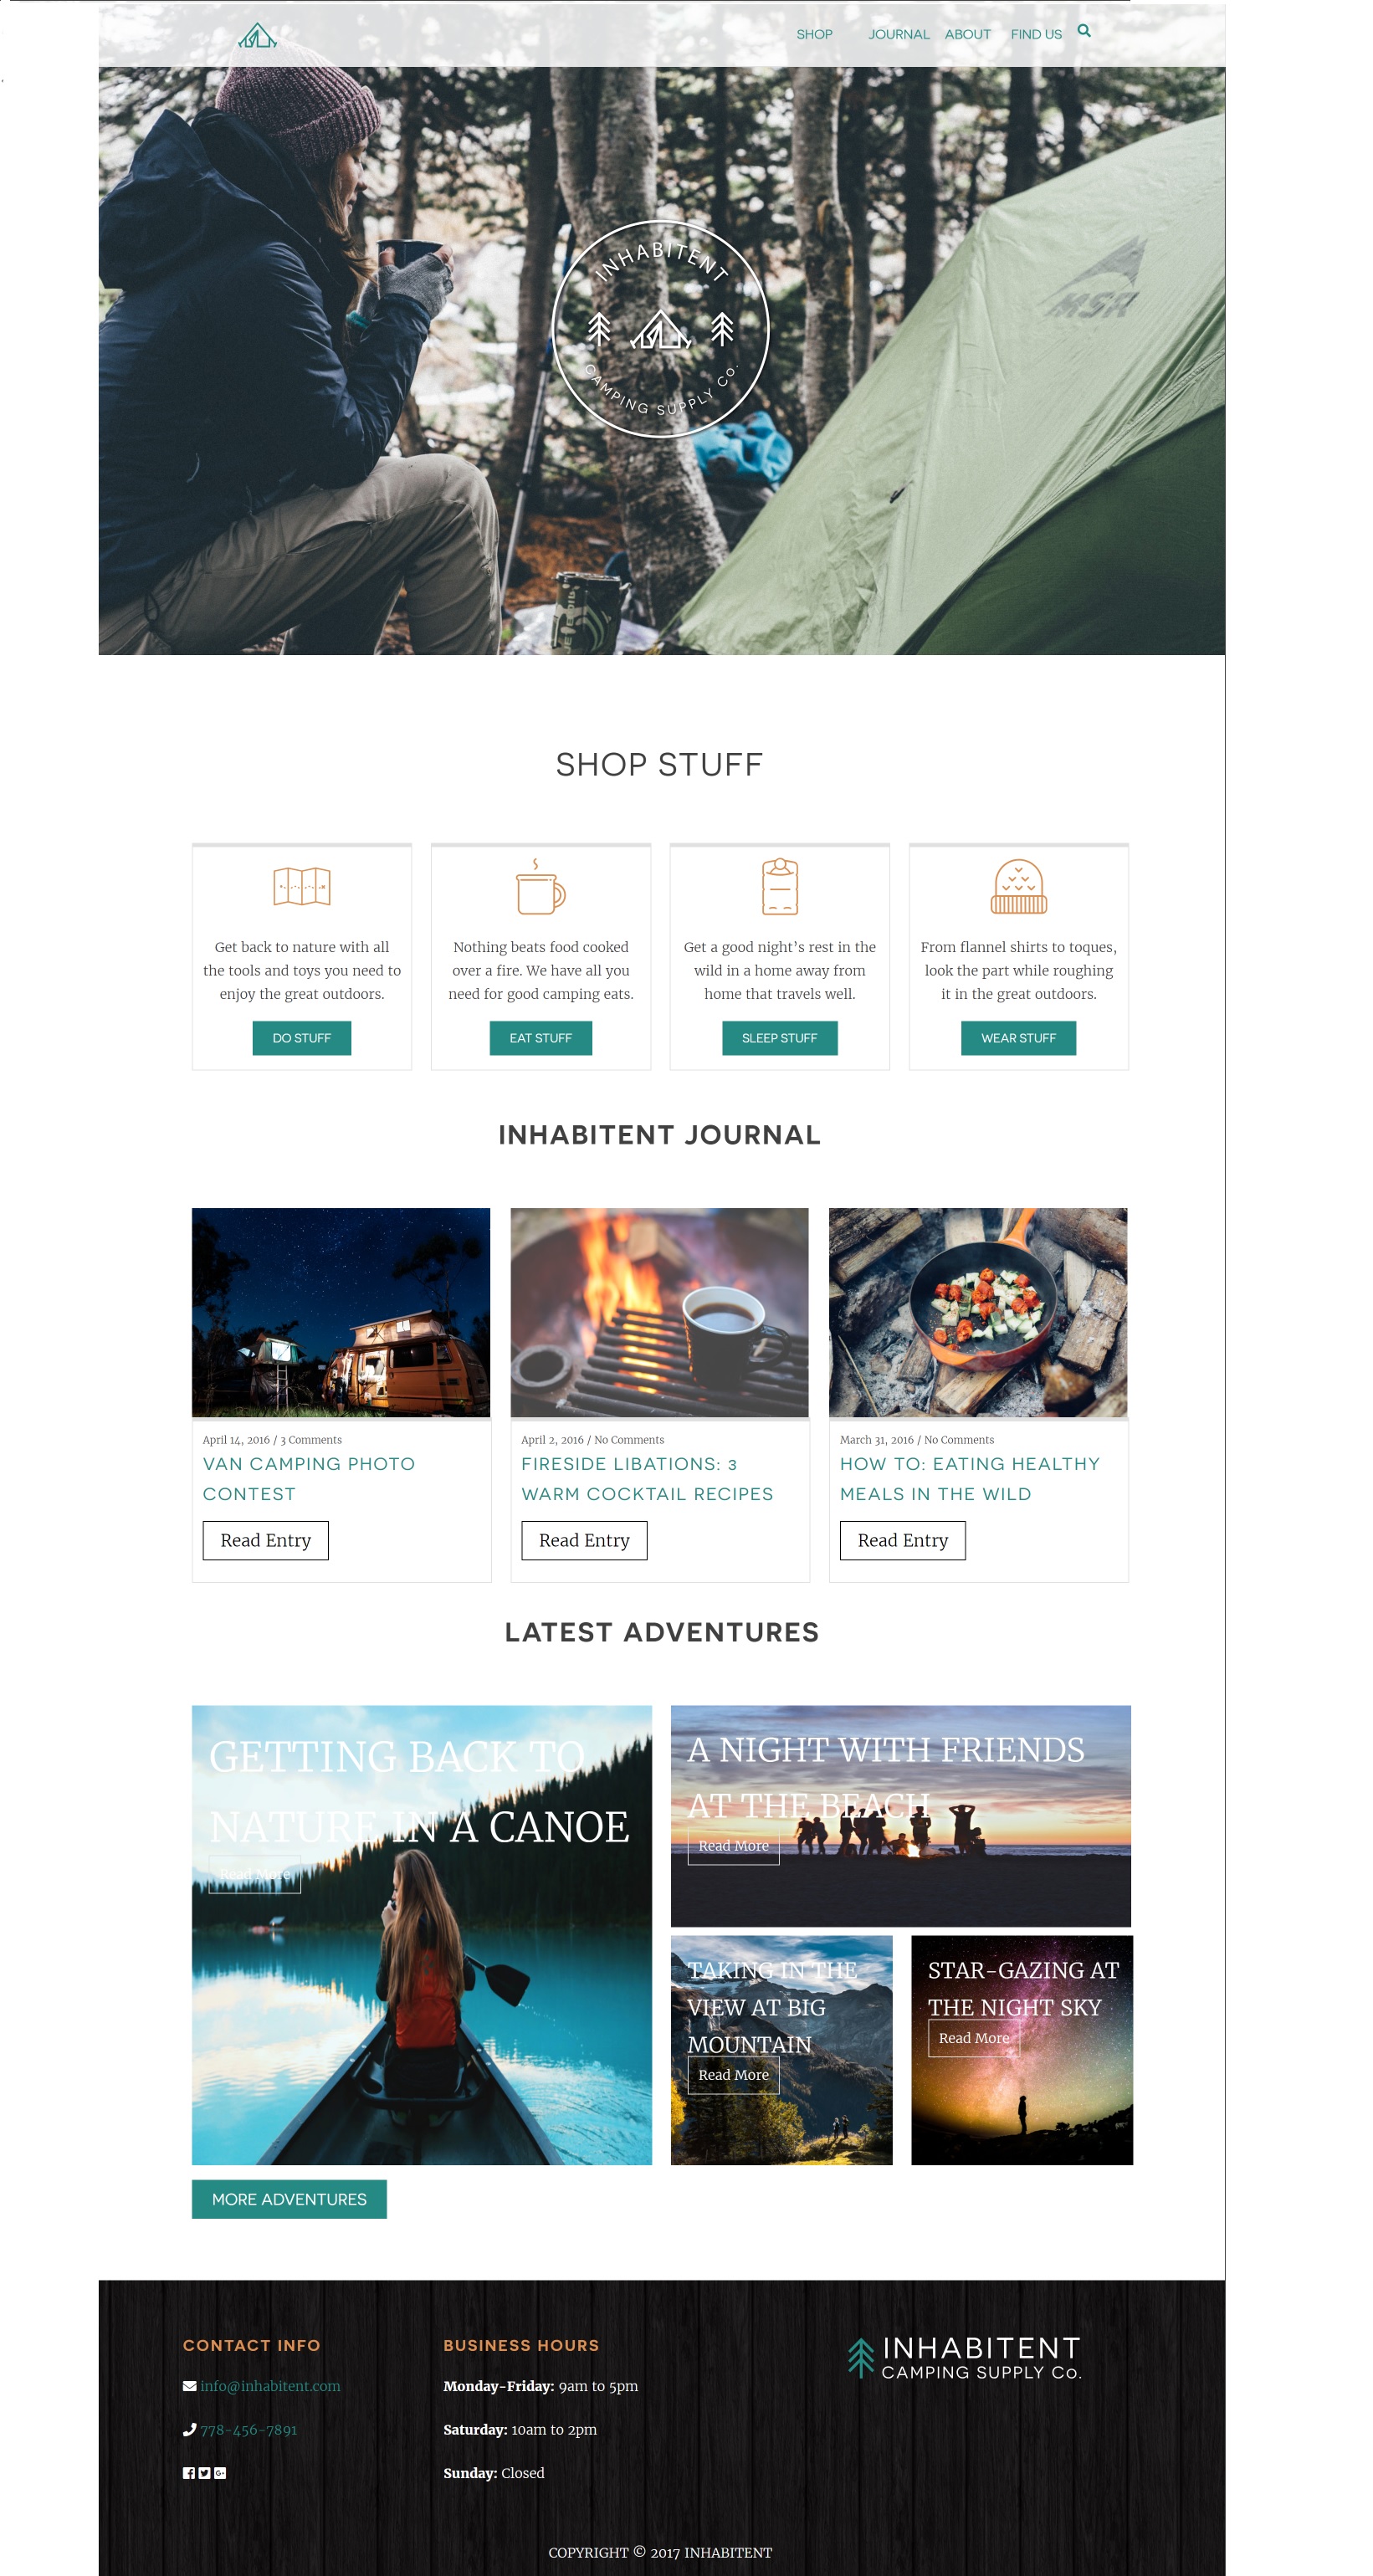 SHOP JOURNAL ABOUT FIND US
INHABITENT
CAMPING SUPPLY Co.
MSR
SHOP STUFF
Get back to nature with all
the tools and toys you need to
enjoy the great outdoors.
DO STUFF
Nothing beats food cooked
over a fire. We have all you
need for good camping eats.
EAT STUFF
Get a good night’s rest in the
wild in a home away from
home that travels well.
SLEEP STUFF
From flannel shirts to toques,
look the part while roughing
it in the great outdoors.
WEAR STUFF
INHABITENT JOURNAL
April 14, 2016 / 3 Comments
VAN CAMPING PHOTO
CONTEST
Read Entry
April 2, 2016 / No Comments
FIRESIDE LIBATIONS: 3
WARM COCKTAIL RECIPES
Read Entry
March 31, 2016 / No Comments
HOW TO: EATING HEALTHY
MEALS IN THE WILD
Read Entry
LATEST ADVENTURES
GETTING BACK TO
NATURE IN A CANOE
Read More
A NIGHT WITH FRIENDS
AT THE BEACH
Read More
TAKING IN THE
VIEW AT BIG
MOUNTAIN
Read More
STAR-GAZING AT
THE NIGHT SKY
Read More
MORE ADVENTURES
CONTACT INFO
info@inhabitent.com
778-456-7891
BUSINESS HOURS
Monday-Friday: 9am to 5pm
Saturday: 10am to 2pm
Sunday: Closed
INHABITENT
CAMPING SUPPLY Co.
COPYRIGHT © 2017 INHABITENT